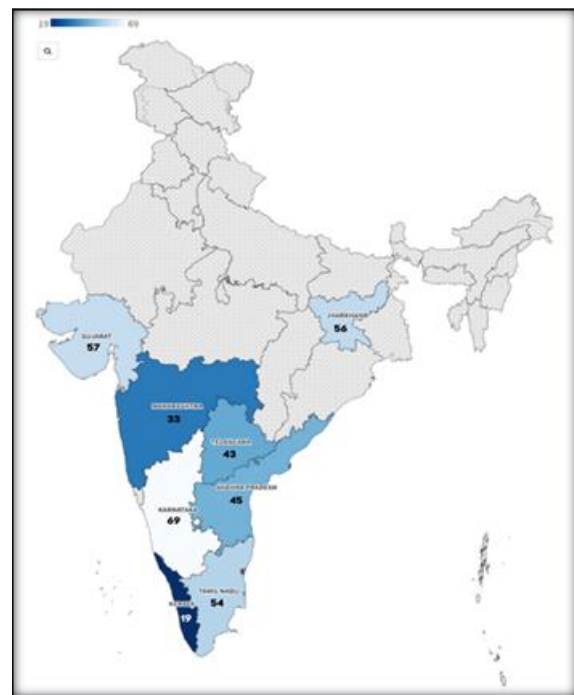 19 69
GUJARAT
57
JHARKHAND
56
MAHARASHTRA
33
TELANGANA
43
ANDHRA PRADESH
45
KARNATAKA
69
TAMIL NADU
54
KERALA
19